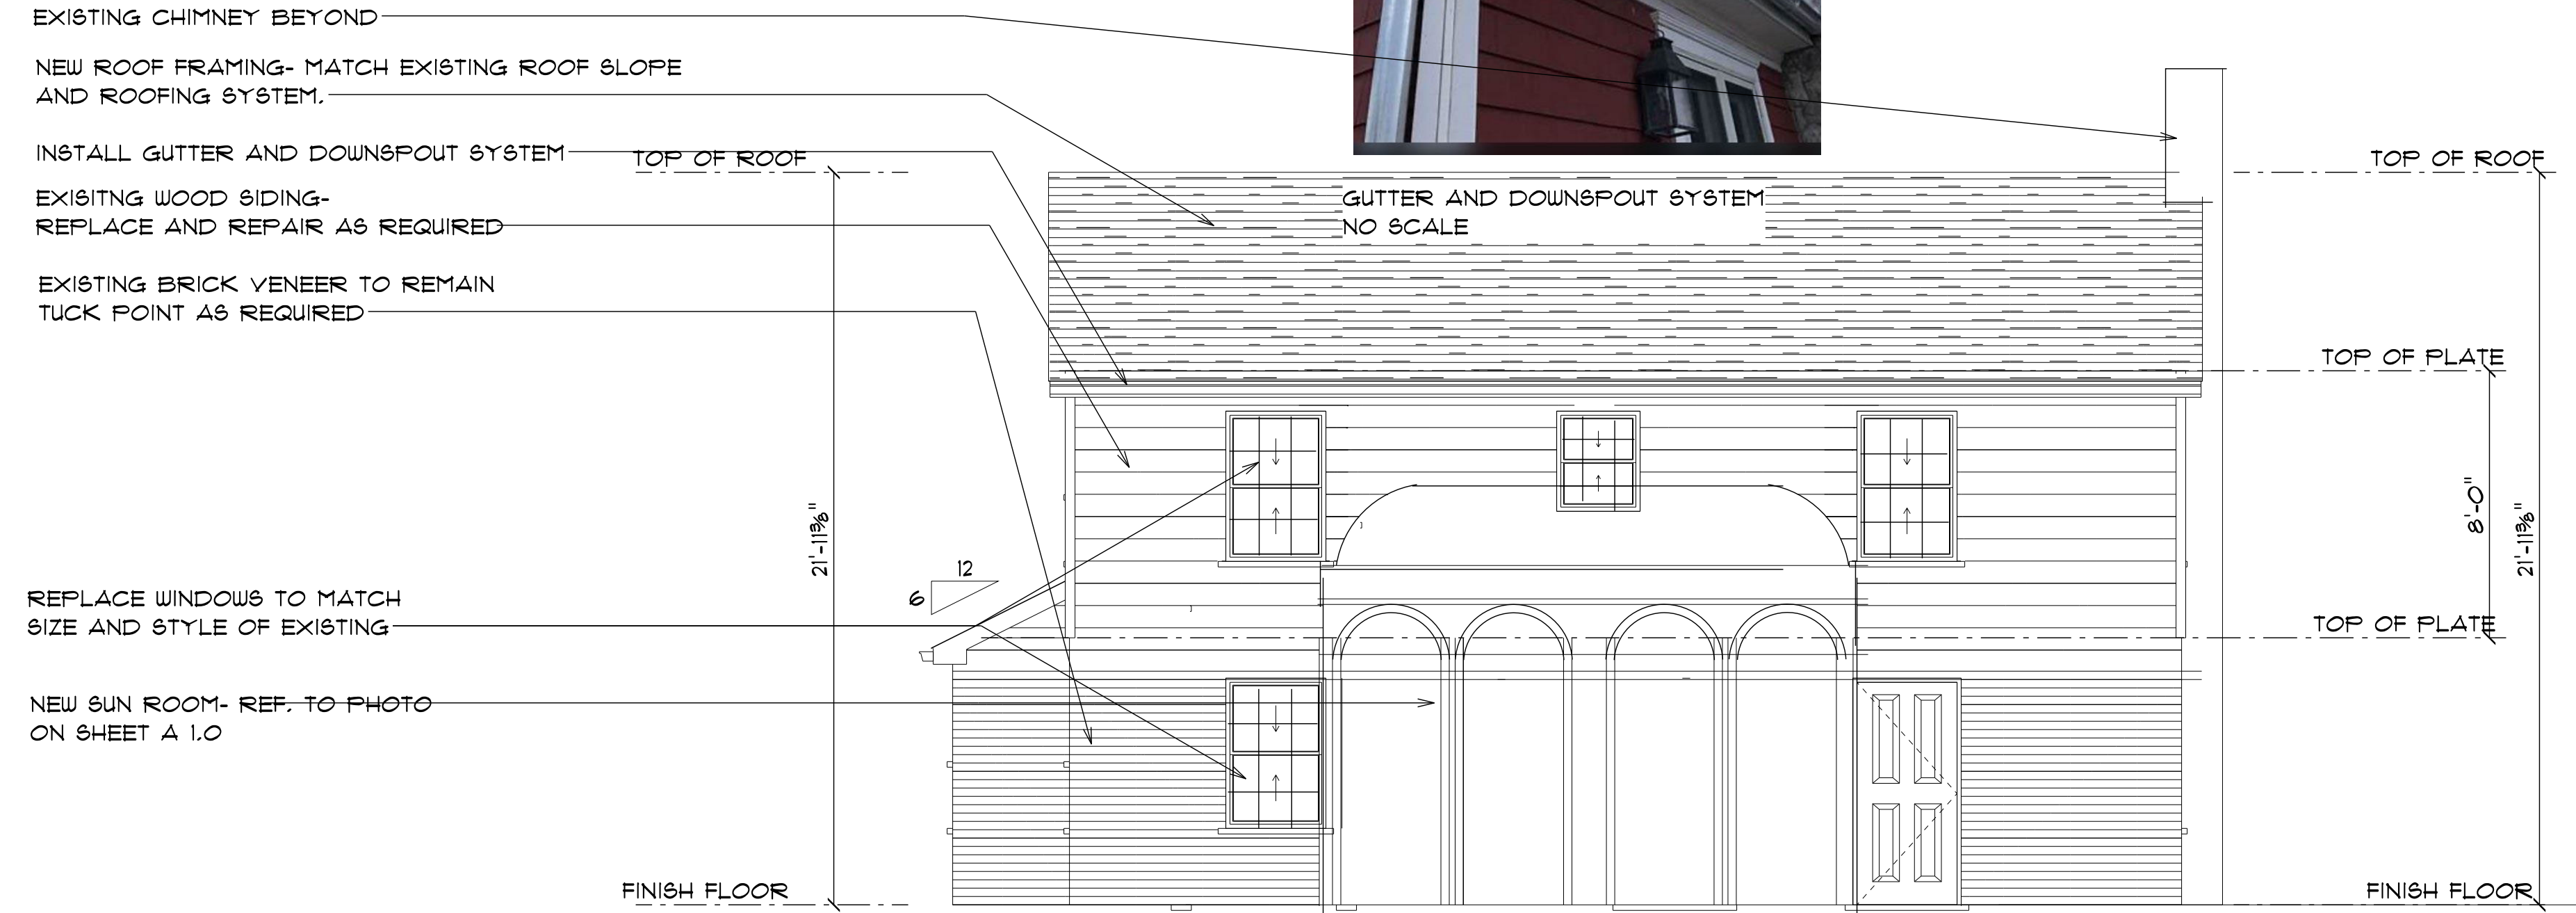 EXISTING CHIMNEY BEYOND
NEW ROOF FRAMING- MATCH EXISTING ROOF SLOPE
AND ROOFING SYSTEM.
INSTALL GUTTER AND DOWNSPOUT SYSTEM
TOP OF ROOF
TOP OF ROOF
EXISITNG WOOD SIDING-
REPLACE AND REPAIR AS REQUIRED
GUTTER AND DOWNSPOUT SYSTEM
NO SCALE
EXISTING BRICK VENEER TO REMAIN
TUCK POINT AS REQUIRED
TOP OF PLATE
8'-0"
21'-11⅜"
21'-11⅜"
12
6
REPLACE WINDOWS TO MATCH
SIZE AND STYLE OF EXISTING
TOP OF PLATE
NEW SUN ROOM- REF. TO PHOTO
ON SHEET A 1.0
FINISH FLOOR
FINISH FLOOR